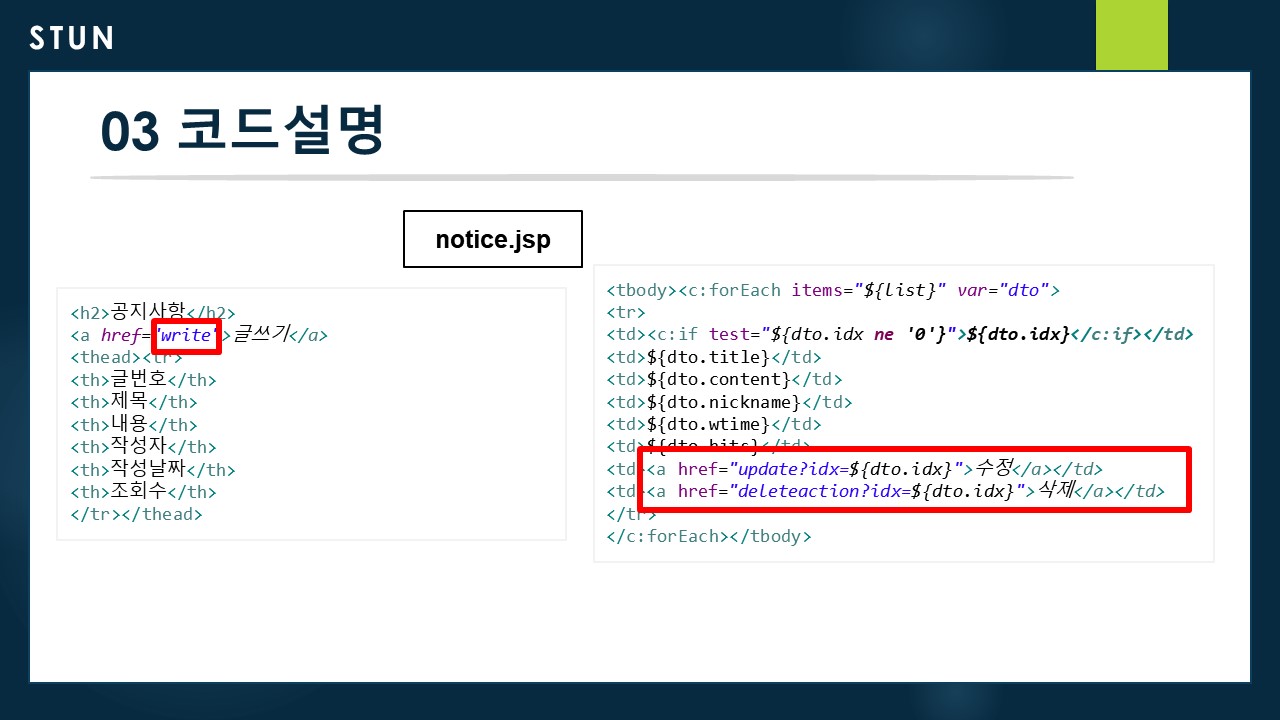 STUN
03 코드설명
notice.jsp
<h2>공지사항</h2>
<a href="write">글쓰기</a>
<thead><tr>
<th>글번호</th>
<th>제목</th>
<th>내용</th>
<th>작성자</th>
<th>작성날짜</th>
<th>조회수</th>
</tr></thead>
<tbody><c:forEach items="${list}" var="dto">
<tr>
<td><c:if test="${dto.idx ne '0'}">${dto.idx}</c:if></td>
<td>${dto.title}</td>
<td>${dto.content}</td>
<td>${dto.nickname}</td>
<td>${dto.wtime}</td>
<td>${dto.hits}</td>
<td><a href="update?idx=${dto.idx}">수정</a></td>
<td><a href="deleteaction?idx=${dto.idx}">삭제</a></td>
</tr>
</c:forEach></tbody>